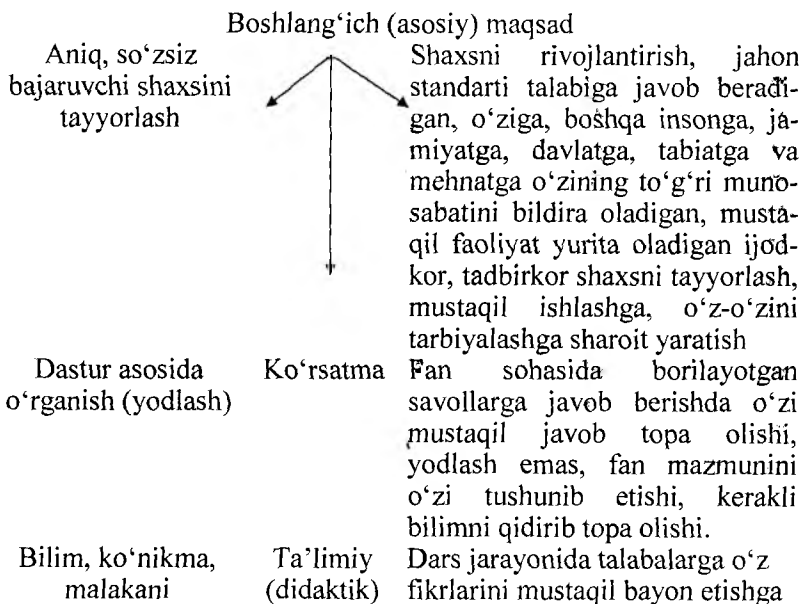 Boshlang‘ich (asosiy) maqsad
Aniq, so‘zsiz
bajaruvchi shaxsini
tayyorlash
Shaxsni rivojlantirish, jahon
standarti talabiga javob beradi-
gan, o‘ziga, boshqa insonga, ja-
miyatga, davlatga, tabiatga va
mehnatga o‘zining to‘g‘ri muno-
sabatini bildira oladigan, musta-
qil faoliyat yurita oladigan ijod-
kor, tadbirkor shaxsni tayyorlash,
mustaqil ishlashga, o‘z-o‘zini
tarbiyalashga sharoit yaratish
Dastur asosida
o‘rganish (yodlash)
Ko‘rsatma
Fan sohasida borilayotgan
savollarga javob berishda o‘zi
mustaqil javob topa olishi,
yodlash emas, fan mazmunini
o‘zi tushunib etishi, kerakli
bilimni qidirib topa olishi.
Bilim, ko‘nikma,
malakani
Ta’limiy
(didaktik)
Dars jarayonida talabalarga o‘z
fikrlarini mustaqil bayon etishga